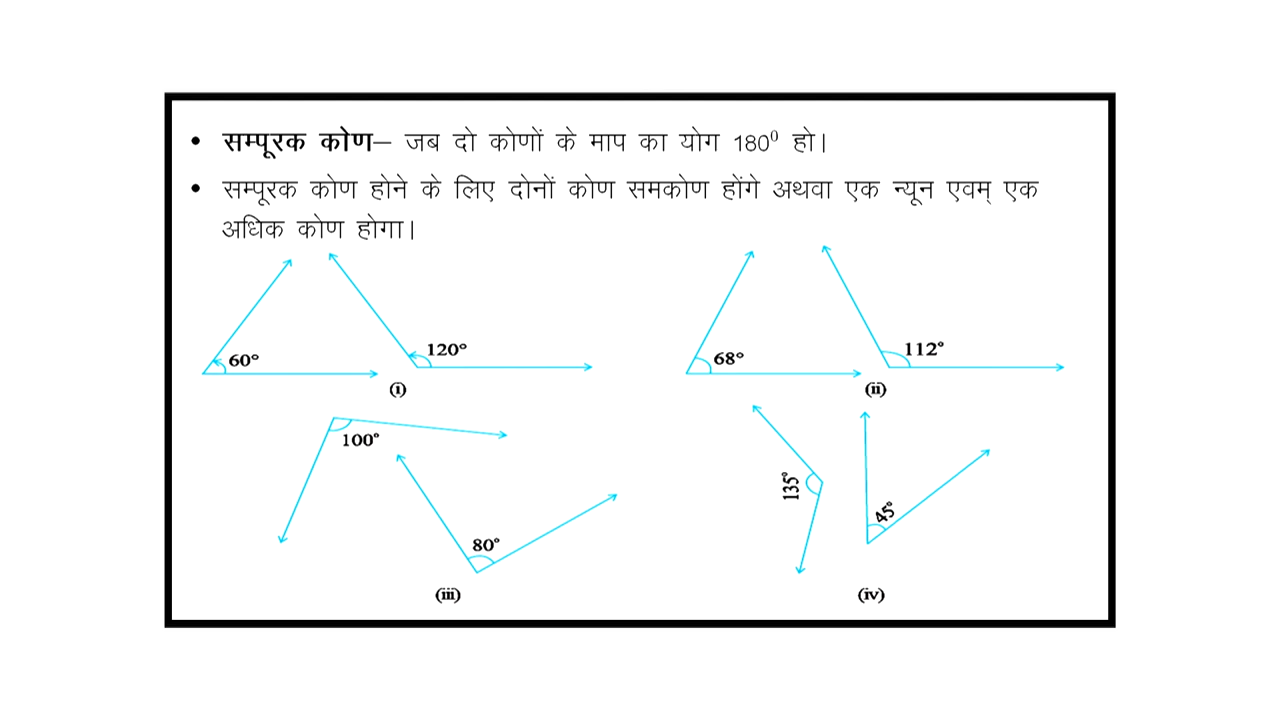 • सम्पूरक कोण– जब दो कोणों के माप का योग 180⁰ हो।
• सम्पूरक कोण होने के लिए दोनों कोण समकोण होंगे अथवा एक न्यून एवम् एक
अधिक कोण होगा।
60° 120° 68° 112°
(i) (ii)
100°
135° 45°
80°
(iii) (iv)